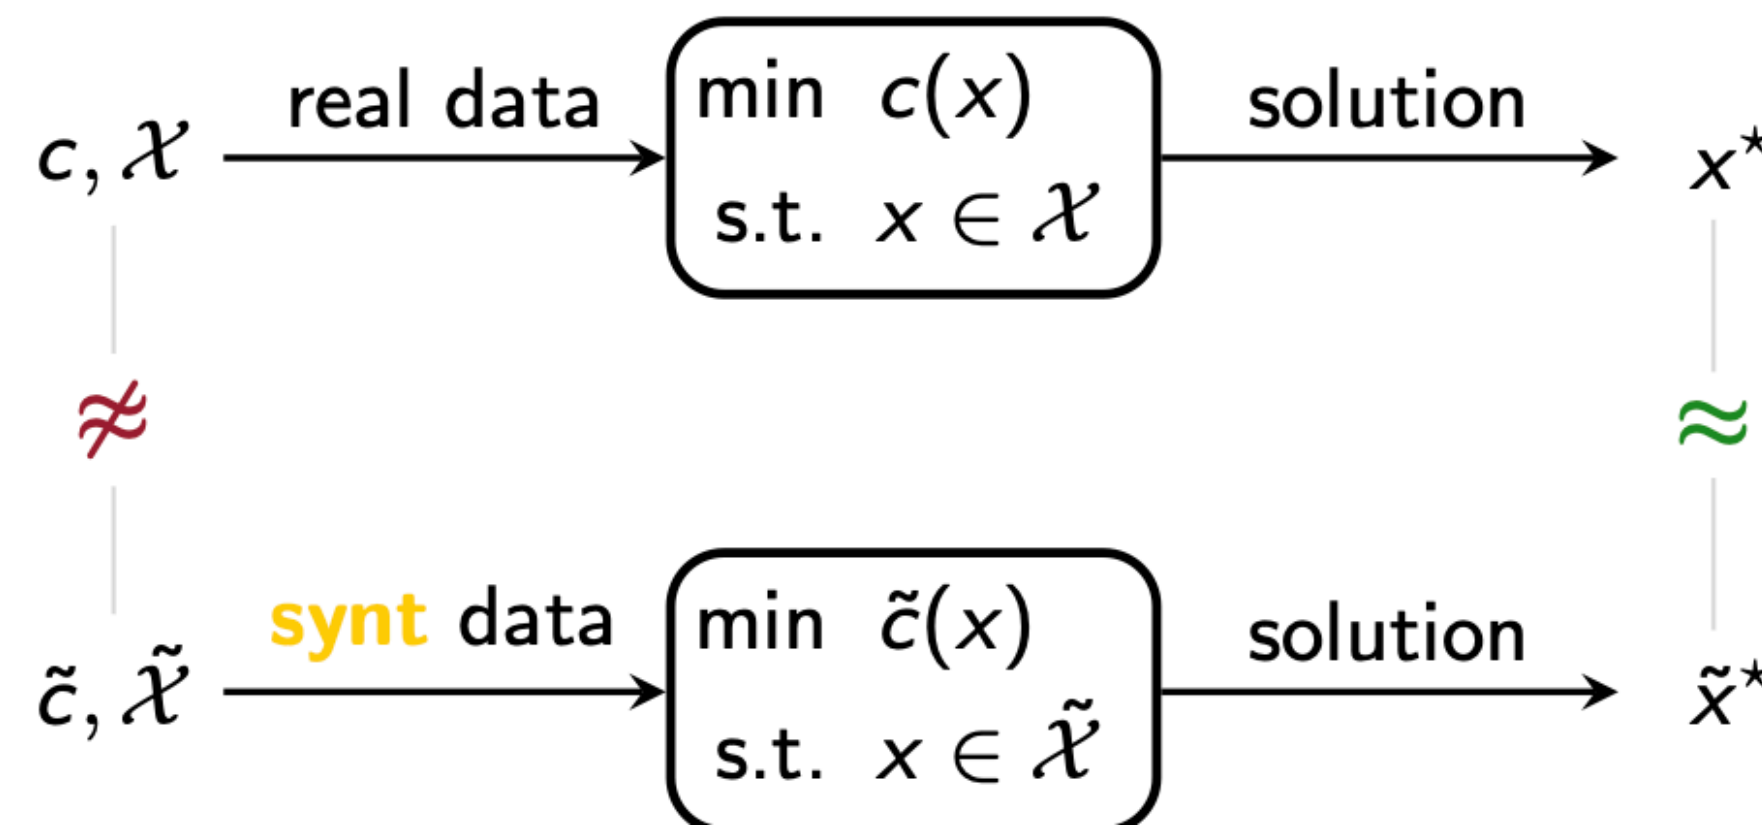 real data
min c(x)
solution
c, 𝒳
x*
s.t. x ∈ 𝒳
≉
≈
synt data
min c̃(x)
solution
c̃, 𝒳̃
x̃*
s.t. x ∈ 𝒳̃